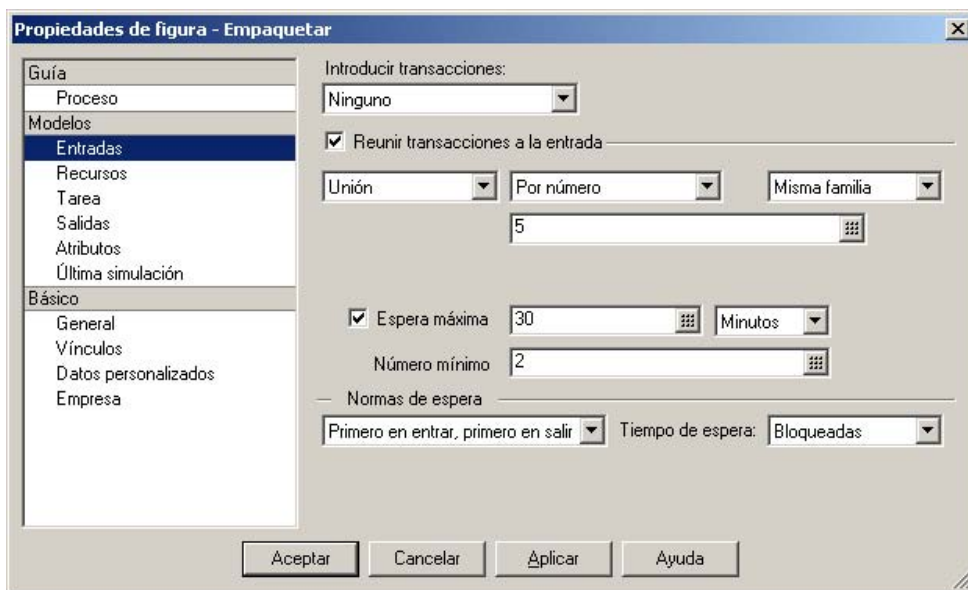 Propiedades de figura - Empaquetar
Guía
Proceso
Modelos
Entradas
Recursos
Tarea
Salidas
Atributos
Última simulación
Básico
General
Vínculos
Datos personalizados
Empresa
Introducir transacciones:
Ninguno
Reunir transacciones a la entrada
Unión Por número Misma familia
5
Espera máxima 30 Minutos
Número mínimo 2
Normas de espera
Primero en entrar, primero en salir Tiempo de espera: Bloqueadas
Aceptar Cancelar Aplicar Ayuda